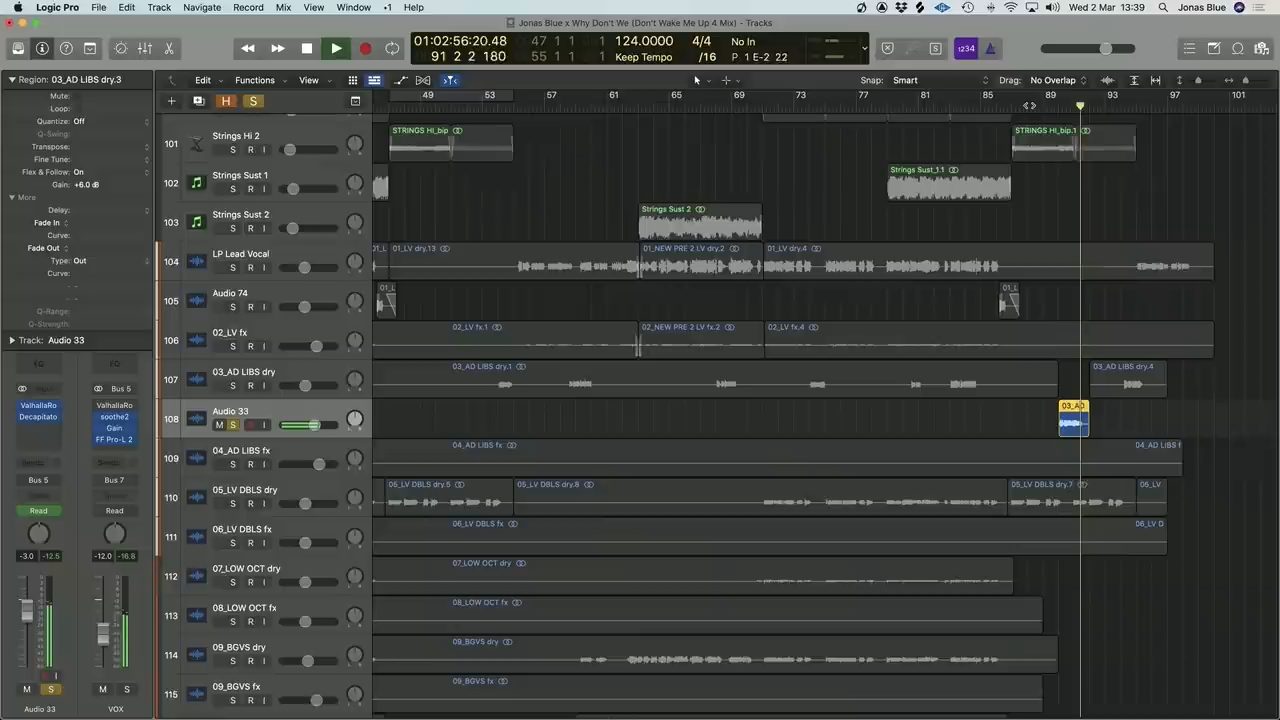 Logic Pro File Edit Track Navigate Record Mix View Window 1 Help Wed 2 Mar 13:39 Jonas Blue
Jonas Blue x Why Don't We (Don't Wake Me Up 4 Mix) - Tracks
01:02:56:20.48 47 1 1 1 124.0000 4/4 No In
91 2 2 180 55 1 1 1 Keep Tempo /16 P 1 E-2 22
1234
Region: 03_AD LIBS dry.3 Edit Functions View Snap: Smart Drag: No Overlap
Mute:
Loop:
Quantize: Off
Q-Swing:
Transpose:
Fine Tune:
Flex & Follow: On
Gain: +6.0 dB
More
Delay:
Fade In
Curve:
Fade Out
Type: Out
Curve:
Q-Range:
Q-Strength:
H S 49 53 57 61 65 69 73 77 81 85 89 93 97 101
101 Strings Hi 2 S R I STRINGS HI_bip STRINGS HI_bip.1
102 Strings Sust 1 S R I Strings Sust_1.1
103 Strings Sust 2 S R I Strings Sust 2
104 LP Lead Vocal S R I 01_L 01_LV dry.13 01_NEW PRE 2 LV dry.2 01_LV dry.4
105 Audio 74 S R I 01_L 01_L
106 02_LV fx S R I 02_LV fx.1 02_NEW PRE 2 LV fx.2 02_LV fx.4
107 03_AD LIBS dry S R I 03_AD LIBS dry.1 03_AD LIBS dry.4
108 Audio 33 M S R I 03_AD
109 04_AD LIBS fx S R I 04_AD LIBS fx 04_AD LIBS f
110 05_LV DBLS dry S R I 05_LV DBLS dry.5 05_LV DBLS dry.8 05_LV DBLS dry.7 05_LV
111 06_LV DBLS fx S R I 06_LV DBLS fx 06_LV D
112 07_LOW OCT dry S R I 07_LOW OCT dry
113 08_LOW OCT fx S R I 08_LOW OCT fx
114 09_BGVS dry S R I 09_BGVS dry
115 09_BGVS fx S R I 09_BGVS fx
Track: Audio 33
EQ EQ
Bus 5
ValhallaRo ValhallaRo
Decapitato soothe2
Gain
FF Pro-L 2
Bus 5 Bus 7
Read Read
-3.0 -12.5 -12.0 -16.8
R I
M S M S
Audio 33 VOX